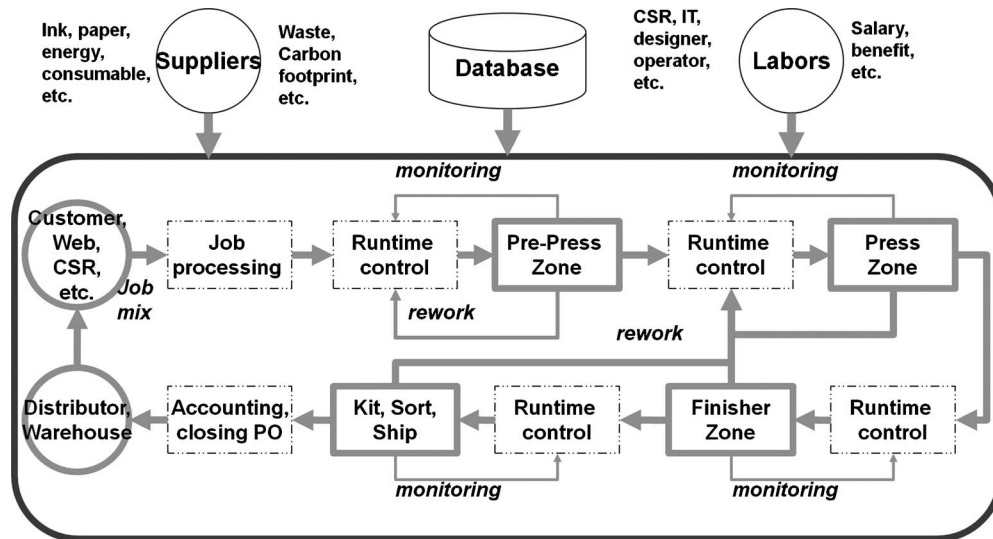 Ink, paper,
energy,
consumable,
etc.
Suppliers
Waste,
Carbon
footprint,
etc.
Database
CSR, IT,
designer,
operator,
etc.
Labors
Salary,
benefit,
etc.
monitoring
monitoring
Customer,
Web,
CSR,
etc.
Job
mix
Job
processing
Runtime
control
Pre-Press
Zone
Runtime
control
Press
Zone
rework
rework
Distributor,
Warehouse
Accounting,
closing PO
Kit, Sort,
Ship
Runtime
control
Finisher
Zone
Runtime
control
monitoring
monitoring